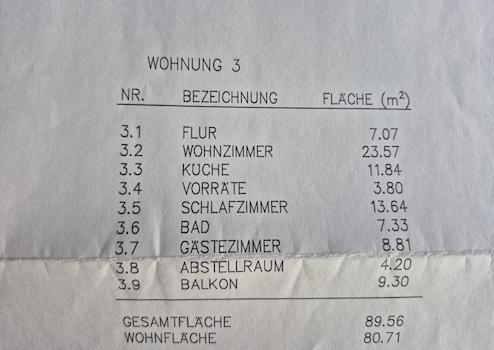 WOHNUNG 3
NR. BEZEICHNUNG FLÄCHE (m²)
3.1 FLUR 7.07
3.2 WOHNZIMMER 23.57
3.3 KÜCHE 11.84
3.4 VORRÄTE 3.80
3.5 SCHLAFZIMMER 13.64
3.6 BAD 7.33
3.7 GÄSTEZIMMER 8.81
3.8 ABSTELLRAUM 4.20
3.9 BALKON 9.30
GESAMTFLÄCHE 89.56
WOHNFLÄCHE 80.71